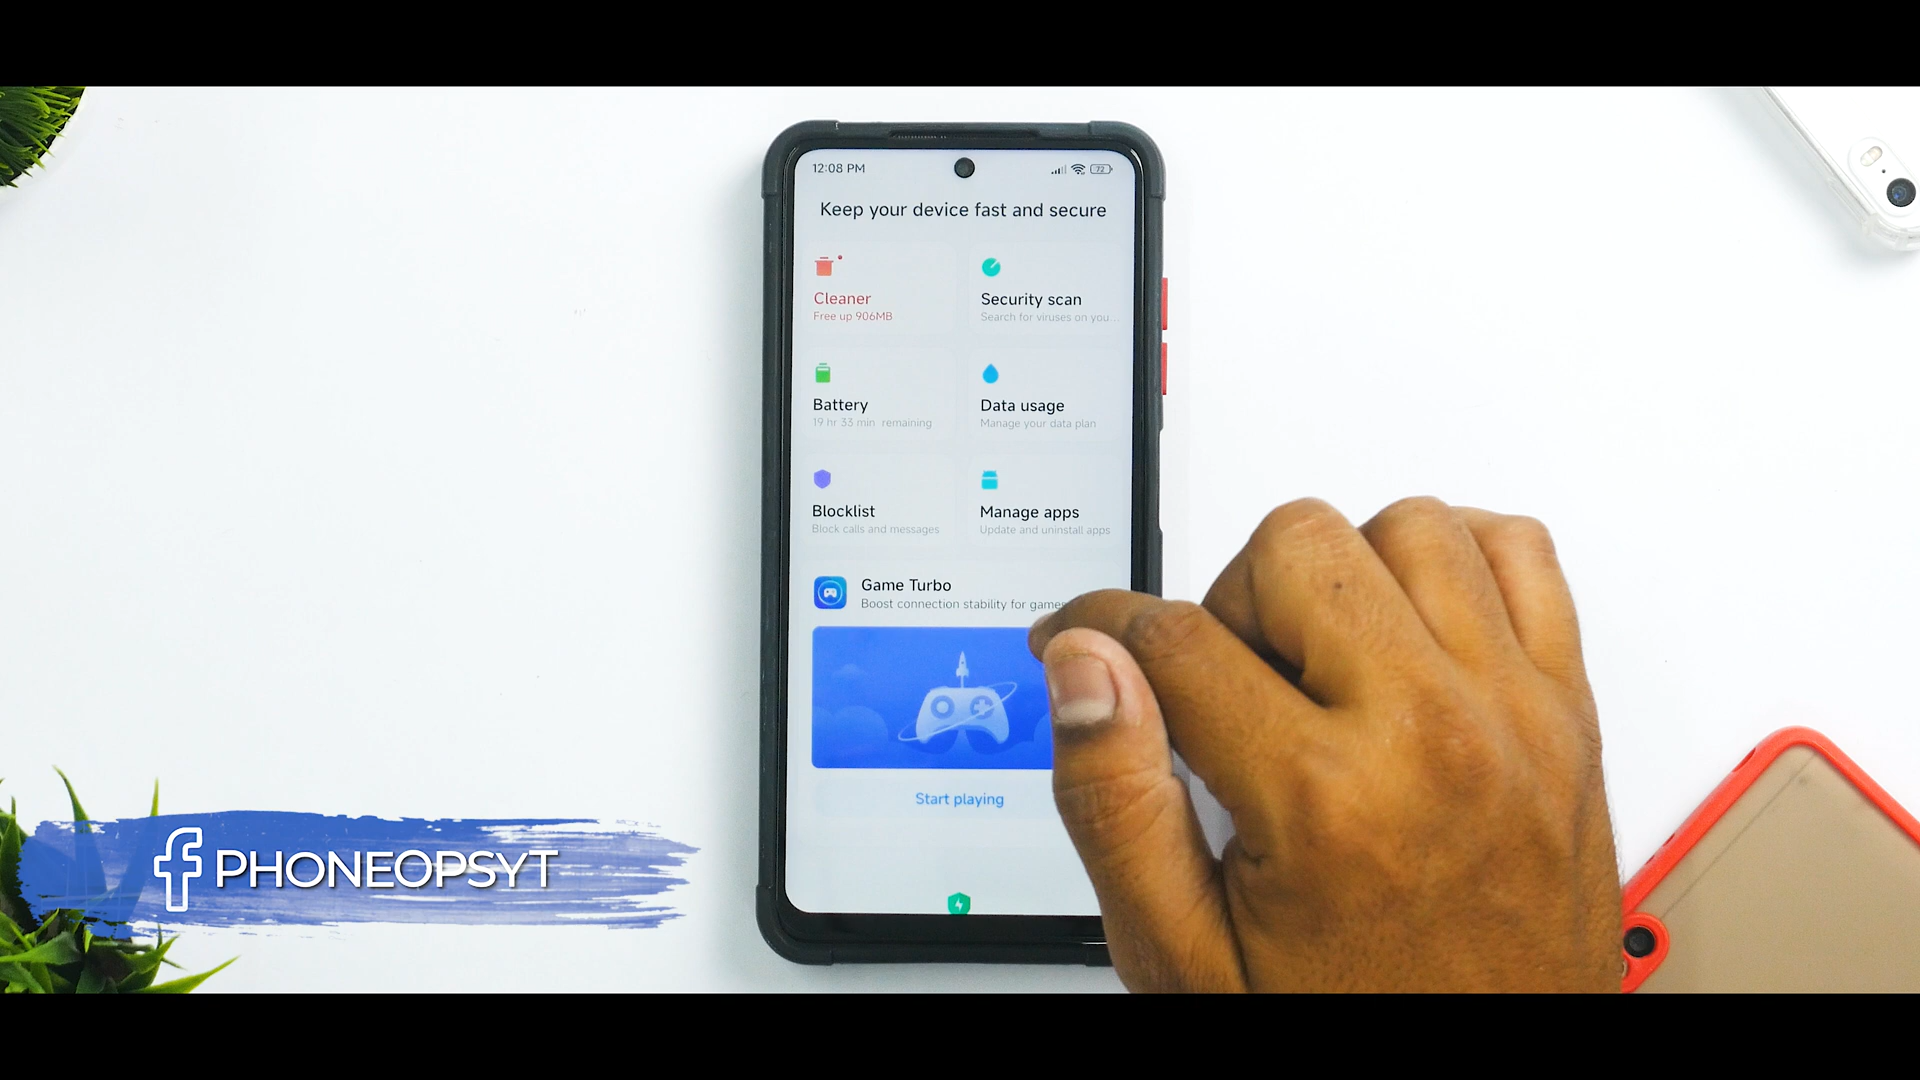 12:08 PM
72
Keep your device fast and secure
Cleaner
Free up 906MB
Security scan
Search for viruses on you...
Battery
19 hr 33 min remaining
Data usage
Manage your data plan
Blocklist
Block calls and messages
Manage apps
Update and uninstall apps
Game Turbo
Boost connection stability for games
Start playing
PHONEOPSYT